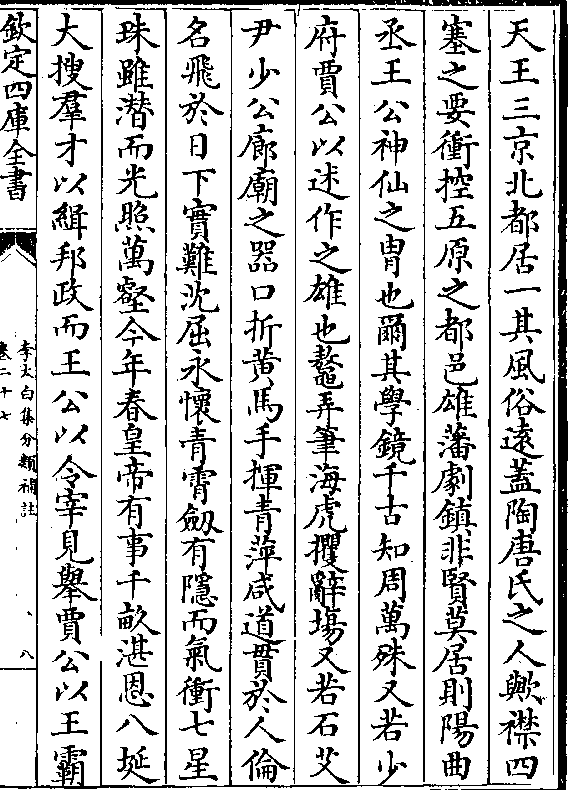 天王三京北都居一其風俗遠蓋陶唐氏之人歟襟四
塞之要衝控五原之都邑雄藩劇鎮非賢莫居則陽曲
丞王公神仙之胄也爾其學鏡千古知周萬殊又若少
府賈公以述作之雄也鼇弄筆海虎攫辭場又若石艾
尹少公廊廟之器口折黄馬手揮青萍咸道貫於人倫
名飛於日下實難沈屈永懷青霄劒有隱而氣衝七星
珠雖潜而光照萬壑今年春皇帝有事千畝湛恩八埏
大搜羣才以緝邦政而王公以令宰見舉賈公以王霸
欽定四庫全書
李太白集分類補註
卷二十七
八